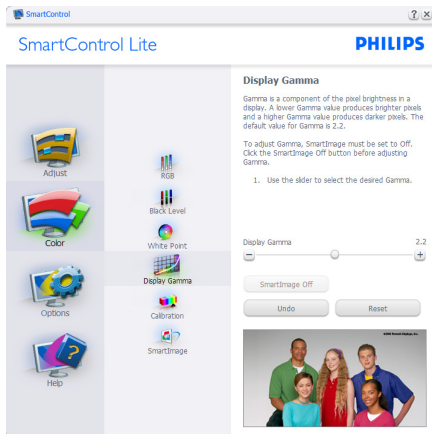 SmartControl
SmartControl Lite
PHILIPS
Adjust
Color
Options
Help
RGB
Black Level
White Point
Display Gamma
Calibration
SmartImage
Display Gamma
Gamma is a component of the pixel brightness in a
display. A lower Gamma value produces brighter pixels
and a higher Gamma value produces darker pixels. The
default value for Gamma is 2.2.
To adjust Gamma, SmartImage must be set to Off.
Click the SmartImage Off button before adjusting
Gamma.
1. Use the slider to select the desired Gamma.
Display Gamma 2.2
SmartImage Off
Undo Reset